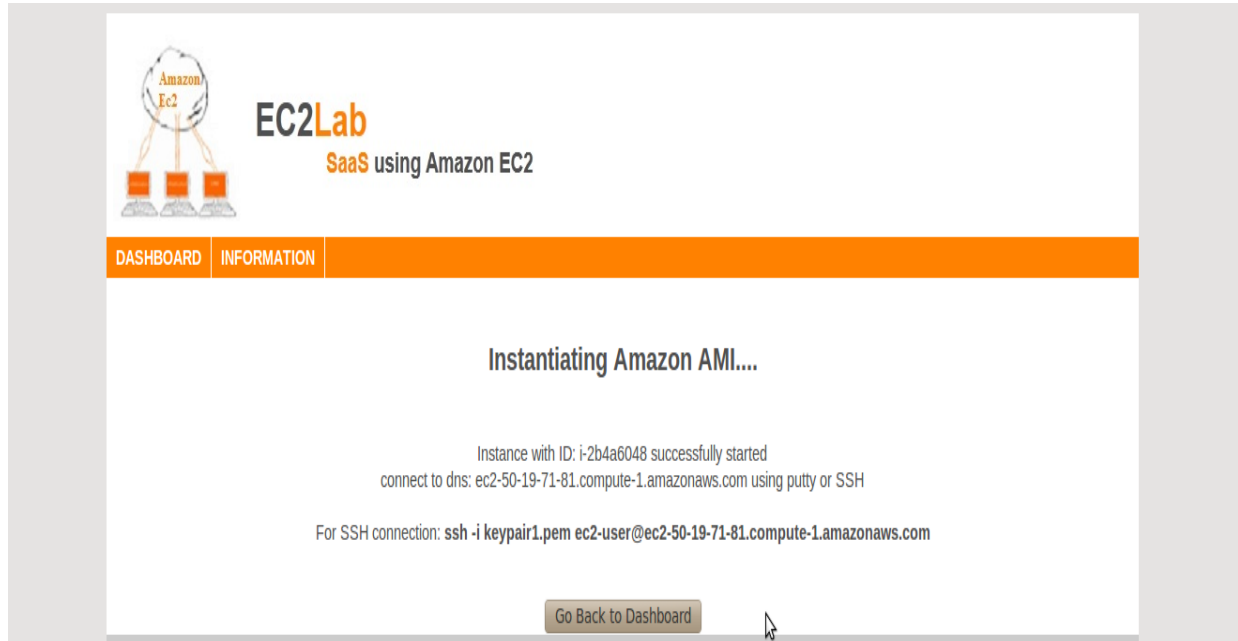 Amazon
Ec2
EC2Lab
SaaS using Amazon EC2
DASHBOARD INFORMATION
Instantiating Amazon AMI....
Instance with ID: i-2b4a6048 successfully started
connect to dns: ec2-50-19-71-81.compute-1.amazonaws.com using putty or SSH
For SSH connection: ssh -i keypair1.pem ec2-user@ec2-50-19-71-81.compute-1.amazonaws.com
Go Back to Dashboard